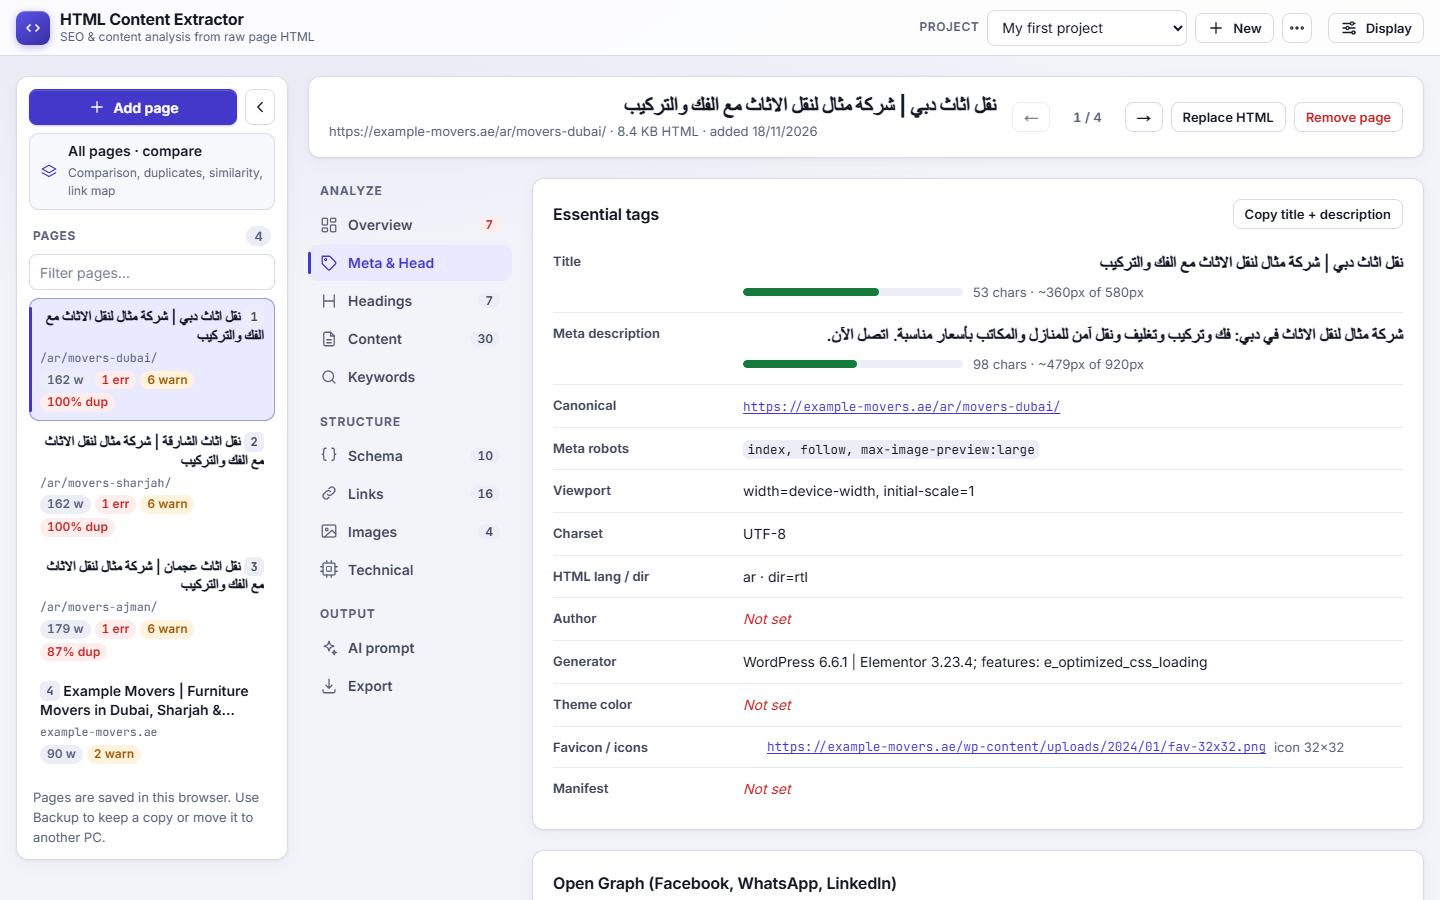 HTML Content Extractor
SEO & content analysis from raw page HTML
PROJECT
My first project
New
Display
Add page
All pages · compare
Comparison, duplicates, similarity,
link map
PAGES
4
Filter pages...
1 نقل اثاث دبي | شركة مثال لنقل الاثاث مع
الفك والتركيب
/ar/movers-dubai/
162 w 1 err 6 warn
100% dup
2 نقل اثاث الشارقة | شركة مثال لنقل الاثاث
مع الفك والتركيب
/ar/movers-sharjah/
162 w 1 err 6 warn
100% dup
3 نقل اثاث عجمان | شركة مثال لنقل الاثاث
مع الفك والتركيب
/ar/movers-ajman/
179 w 1 err 6 warn
87% dup
4 Example Movers | Furniture
Movers in Dubai, Sharjah &...
example-movers.ae
90 w 2 warn
Pages are saved in this browser. Use
Backup to keep a copy or move it to
another PC.
نقل اثاث دبي | شركة مثال لنقل الاثاث مع الفك والتركيب
https://example-movers.ae/ar/movers-dubai/ · 8.4 KB HTML · added 18/11/2026
← 1 / 4 →
Replace HTML
Remove page
ANALYZE
Overview 7
Meta & Head
Headings 7
Content 30
Keywords
STRUCTURE
Schema 10
Links 16
Images 4
Technical
OUTPUT
AI prompt
Export
Essential tags
Copy title + description
Title
نقل اثاث دبي | شركة مثال لنقل الاثاث مع الفك والتركيب
53 chars · ~360px of 580px
Meta description
شركة مثال لنقل الاثاث في دبي: فك وتركيب وتغليف ونقل آمن للمنازل والمكاتب بأسعار مناسبة. اتصل الآن.
98 chars · ~479px of 920px
Canonical https://example-movers.ae/ar/movers-dubai/
Meta robots index, follow, max-image-preview:large
Viewport width=device-width, initial-scale=1
Charset UTF-8
HTML lang / dir ar · dir=rtl
Author Not set
Generator WordPress 6.6.1 | Elementor 3.23.4; features: e_optimized_css_loading
Theme color Not set
Favicon / icons https://example-movers.ae/wp-content/uploads/2024/01/fav-32x32.png icon 32×32
Manifest Not set
Open Graph (Facebook, WhatsApp, LinkedIn)